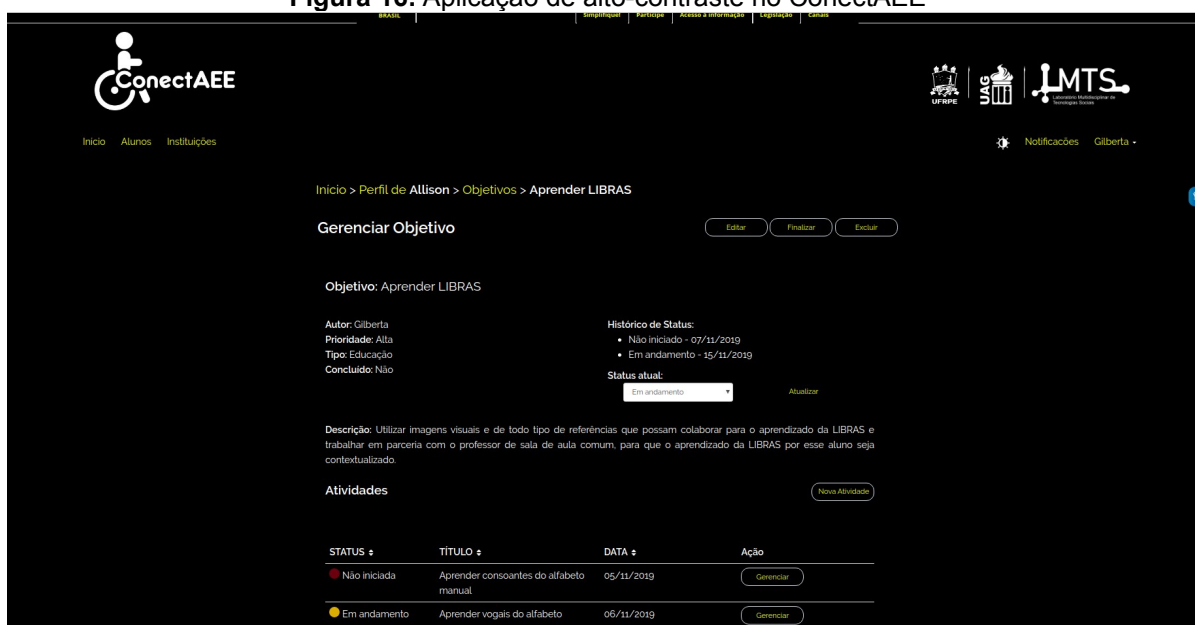 Figura 16. Aplicação de alto-contraste no ConectAEE
BRASIL Simplifique! Participe Acesso à informação Legislação Canais
ConectAEE
UFRPE UAG LMTS
Laboratório Multidisciplinar de
Tecnologias Sociais
Início Alunos Instituições
Notificações Gilberta
Início > Perfil de Allison > Objetivos > Aprender LIBRAS
Gerenciar Objetivo
Editar Finalizar Excluir
Objetivo: Aprender LIBRAS
Autor: Gilberta
Prioridade: Alta
Tipo: Educação
Concluído: Não
Histórico de Status:
• Não iniciado - 07/11/2019
• Em andamento - 15/11/2019
Status atual:
Em andamento Atualizar
Descrição: Utilizar imagens visuais e de todo tipo de referências que possam colaborar para o aprendizado da LIBRAS e
trabalhar em parceria com o professor de sala de aula comum, para que o aprendizado da LIBRAS por esse aluno seja
contextualizado.
Atividades
Nova Atividade
STATUS TÍTULO DATA Ação
Não iniciada Aprender consoantes do alfabeto 05/11/2019 Gerenciar
manual
Em andamento Aprender vogais do alfabeto 06/11/2019 Gerenciar